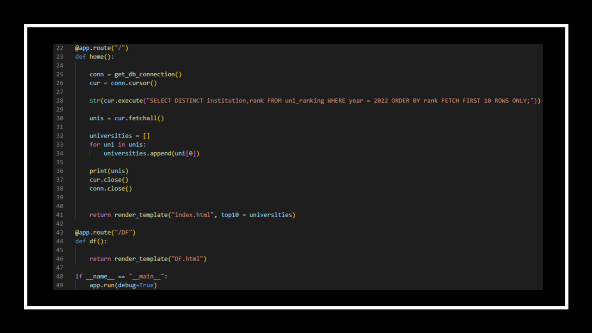 22 @app.route("/")
23 def home():
24
25 conn = get_db_connection()
26 cur = conn.cursor()
27
28 str(cur.execute("SELECT DISTINCT institution,rank FROM uni_ranking WHERE year = 2022 ORDER BY rank FETCH FIRST 10 ROWS ONLY;"))
29
30 unis = cur.fetchall()
31
32 universities = []
33 for uni in unis:
34 universities.append(uni[0])
35
36 print(unis)
37 cur.close()
38 conn.close()
39
40
41 return render_template("index.html", top10 = universities)
42
43 @app.route("/DF")
44 def df():
45
46 return render_template("DF.html")
47
48 if __name__ == "__main__":
49 app.run(debug=True)